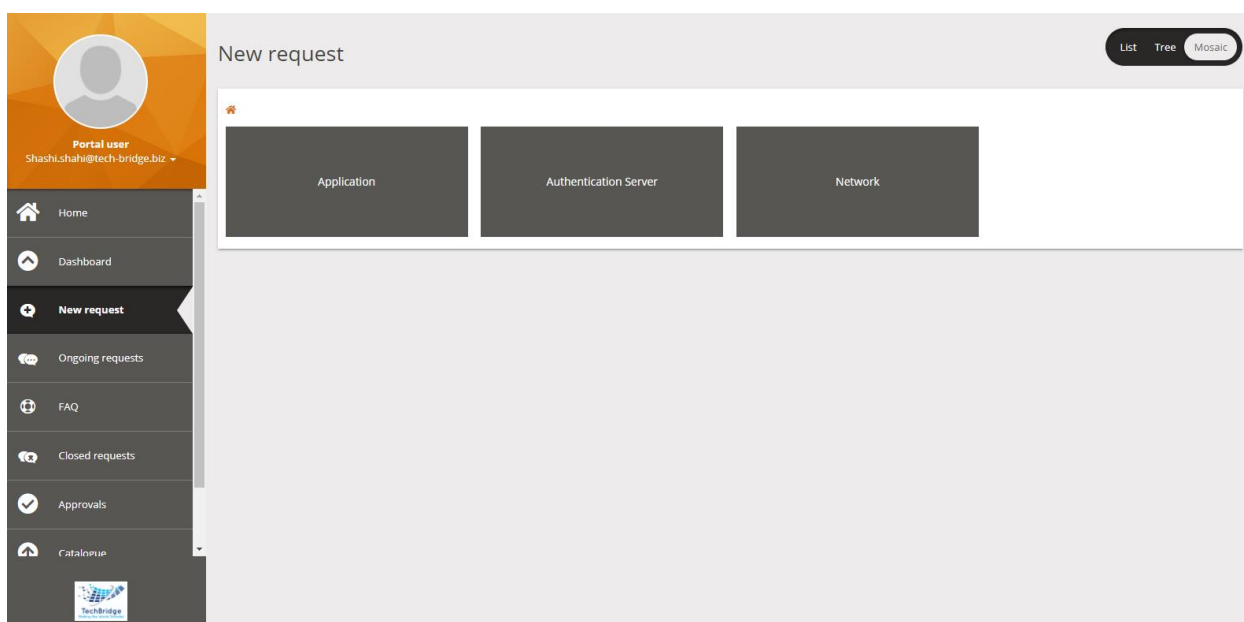 New request
List Tree Mosaic
Portal user
Shashi.shahi@tech-bridge.biz
Application
Authentication Server
Network
Home
Dashboard
New request
Ongoing requests
FAQ
Closed requests
Approvals
Catalogue
TechBridge